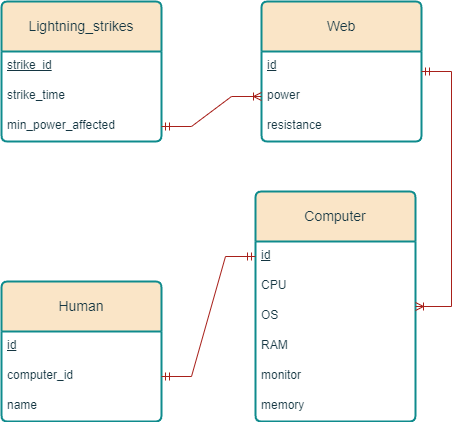 Lightning_strikes
strike_id
strike_time
min_power_affected
Web
id
power
resistance
Computer
id
CPU
OS
RAM
monitor
memory
Human
id
computer_id
name